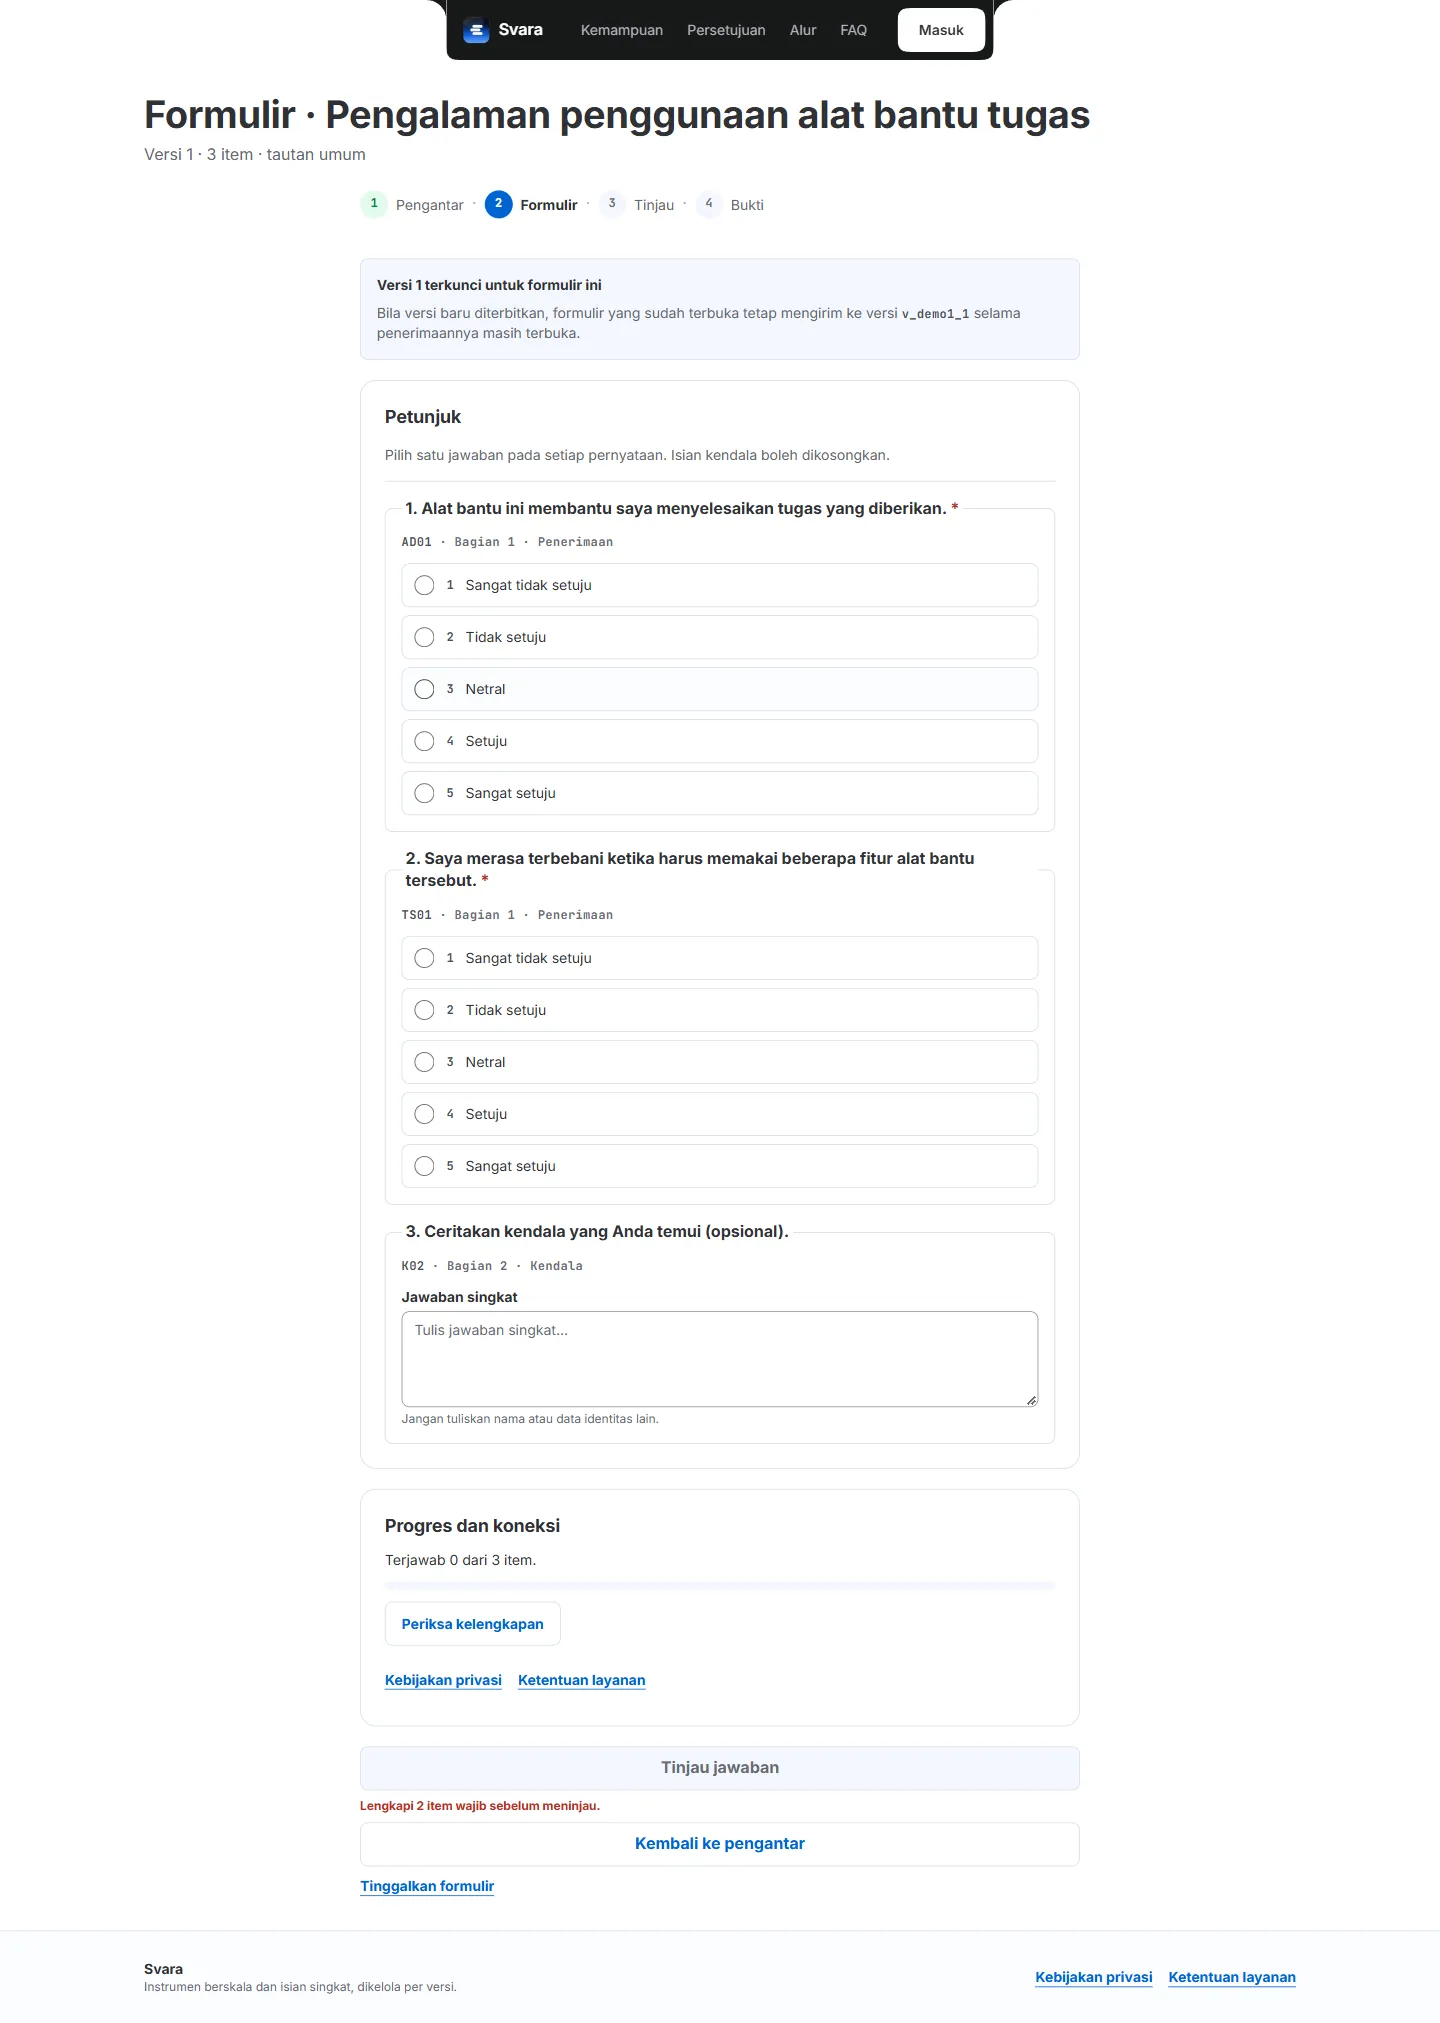 Svara
Kemampuan
Persetujuan
Alur
FAQ
Masuk
Formulir · Pengalaman penggunaan alat bantu tugas
Versi 1 · 3 item · tautan umum
1 Pengantar · 2 Formulir · 3 Tinjau · 4 Bukti
Versi 1 terkunci untuk formulir ini
Bila versi baru diterbitkan, formulir yang sudah terbuka tetap mengirim ke versi v_demo1_1 selama
penerimaannya masih terbuka.
Petunjuk
Pilih satu jawaban pada setiap pernyataan. Isian kendala boleh dikosongkan.
1. Alat bantu ini membantu saya menyelesaikan tugas yang diberikan. *
AD01 · Bagian 1 · Penerimaan
1 Sangat tidak setuju
2 Tidak setuju
3 Netral
4 Setuju
5 Sangat setuju
2. Saya merasa terbebani ketika harus memakai beberapa fitur alat bantu
tersebut. *
TS01 · Bagian 1 · Penerimaan
1 Sangat tidak setuju
2 Tidak setuju
3 Netral
4 Setuju
5 Sangat setuju
3. Ceritakan kendala yang Anda temui (opsional).
K02 · Bagian 2 · Kendala
Jawaban singkat
Tulis jawaban singkat...
Jangan tuliskan nama atau data identitas lain.
Progres dan koneksi
Terjawab 0 dari 3 item.
Periksa kelengkapan
Kebijakan privasi
Ketentuan layanan
Tinjau jawaban
Lengkapi 2 item wajib sebelum meninjau.
Kembali ke pengantar
Tinggalkan formulir
Svara
Instrumen berskala dan isian singkat, dikelola per versi.
Kebijakan privasi
Ketentuan layanan